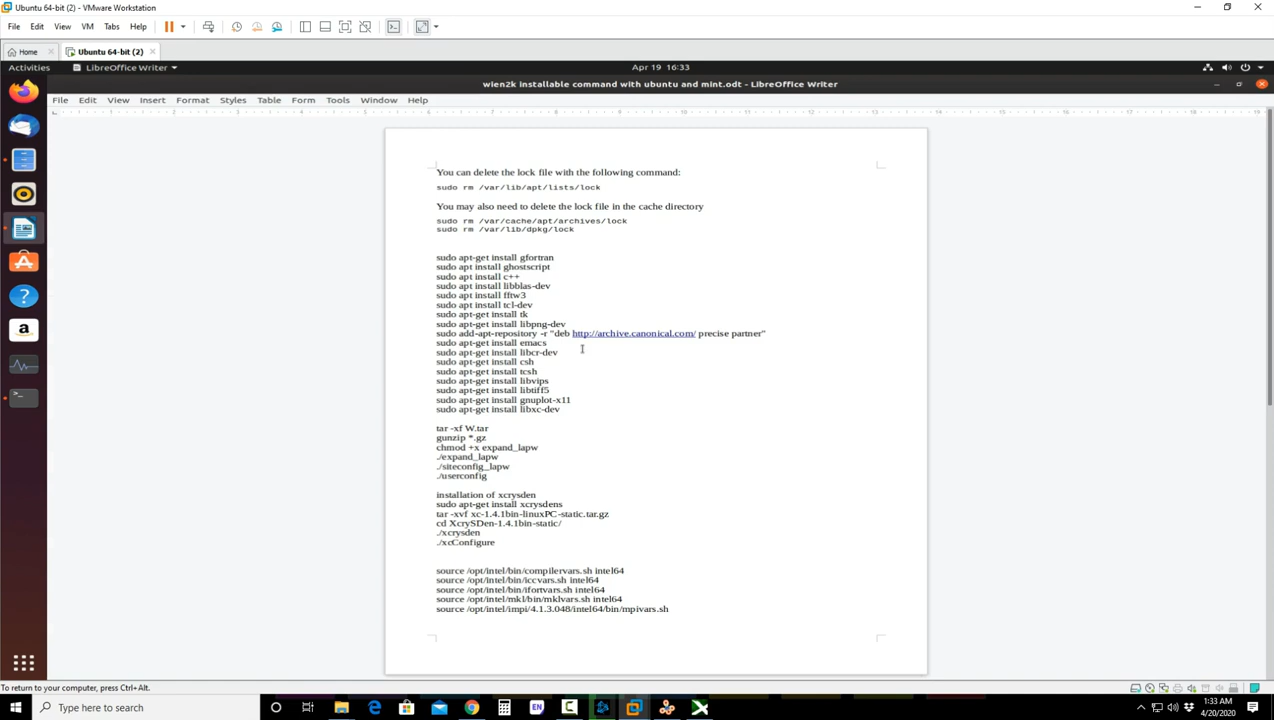 Ubuntu 64-bit (2) - VMware Workstation
File Edit View VM Tabs Help
Home Ubuntu 64-bit (2)
Activities LibreOffice Writer Apr 19 16:33
wien2k installable command with ubuntu and mint.odt - LibreOffice Writer
File Edit View Insert Format Styles Table Form Tools Window Help
You can delete the lock file with the following command:
sudo rm /var/lib/apt/lists/lock
You may also need to delete the lock file in the cache directory
sudo rm /var/cache/apt/archives/lock
sudo rm /var/lib/dpkg/lock
sudo apt-get install gfortran
sudo apt install ghostscript
sudo apt install c++
sudo apt install libblas-dev
sudo apt install fftw3
sudo apt install tcl-dev
sudo apt-get install tk
sudo apt-get install libpng-dev
sudo add-apt-repository -r "deb http://archive.canonical.com/ precise partner"
sudo apt-get install emacs
sudo apt-get install libcr-dev
sudo apt-get install csh
sudo apt-get install tcsh
sudo apt-get install libvips
sudo apt-get install libtiff5
sudo apt-get install gnuplot-x11
sudo apt-get install libxc-dev
tar -xf W.tar
gunzip *.gz
chmod +x expand_lapw
./expand_lapw
./siteconfig_lapw
./userconfig
installation of xcrysden
sudo apt-get install xcrysdens
tar -xvf xc-1.4.1bin-linuxPC-static.tar.gz
cd XcrySDen-1.4.1bin-static/
./xcrysden
./xcConfigure
source /opt/intel/bin/compilervars.sh intel64
source /opt/intel/bin/iccvars.sh intel64
source /opt/intel/bin/ifortvars.sh intel64
source /opt/intel/mkl/bin/mklvars.sh intel64
source /opt/intel/impi/4.1.3.048/intel64/bin/mpivars.sh
To return to your computer, press Ctrl+Alt.
Type here to search
EN
1:33 AM
4/20/2020